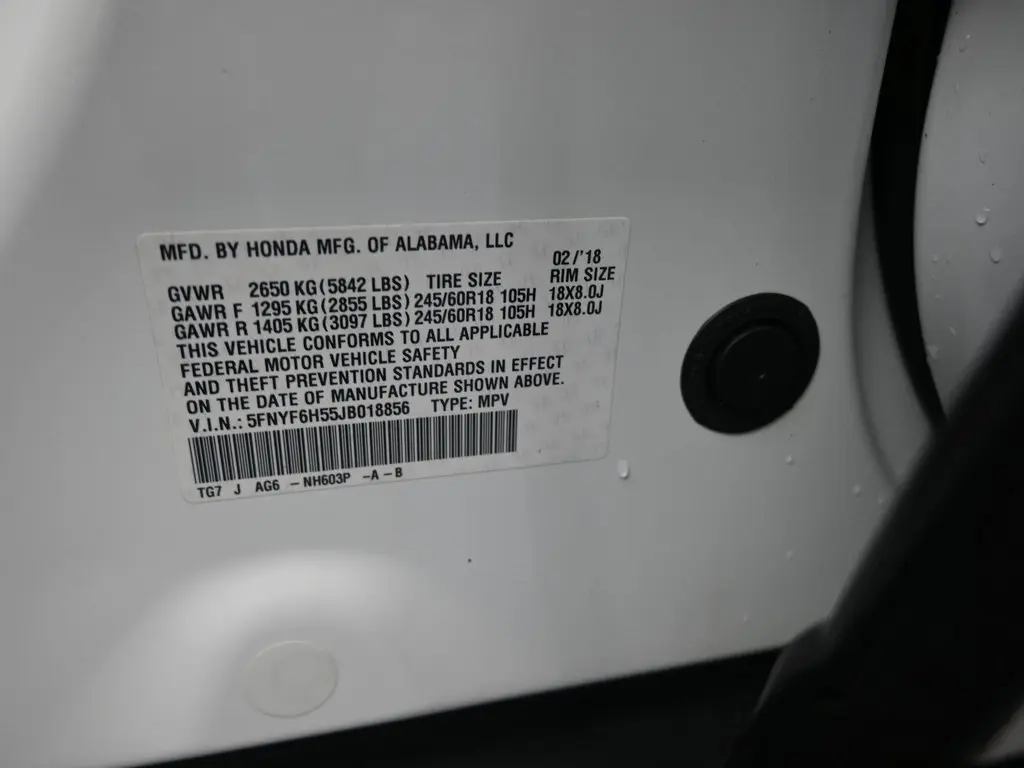 MFD. BY HONDA MFG. OF ALABAMA, LLC
02/'18
GVWR 2650 KG(5842 LBS) TIRE SIZE RIM SIZE
GAWR F 1295 KG(2855 LBS) 245/60R18 105H 18X8.0J
GAWR R 1405 KG(3097 LBS) 245/60R18 105H 18X8.0J
THIS VEHICLE CONFORMS TO ALL APPLICABLE
FEDERAL MOTOR VEHICLE SAFETY
AND THEFT PREVENTION STANDARDS IN EFFECT
ON THE DATE OF MANUFACTURE SHOWN ABOVE.
V.I.N.: 5FNYF6H55JB018856 TYPE: MPV
TG7 J AG6 -NH603P -A-B